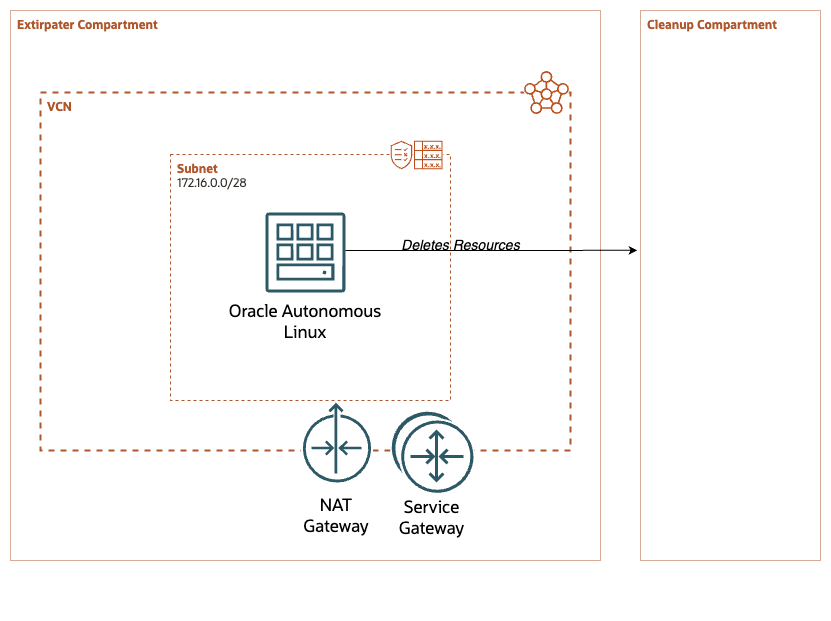 Extirpater Compartment
Cleanup Compartment
VCN
x.x.x.
x.x.x.
x.x.x.
Subnet
172.16.0.0/28
Deletes Resources
Oracle Autonomous
Linux
NAT
Gateway
Service
Gateway